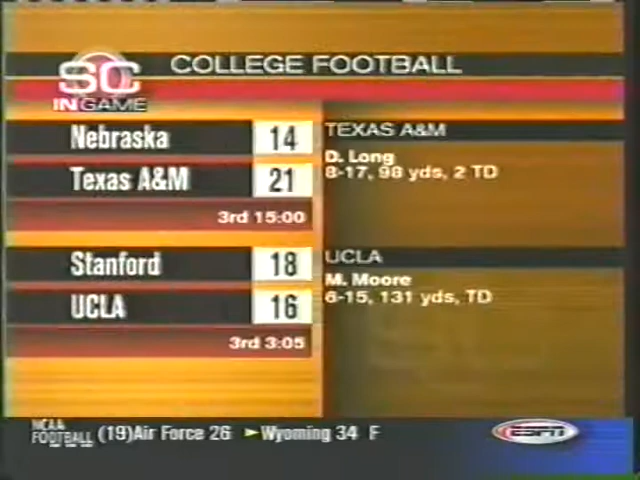 SC
IN GAME
COLLEGE FOOTBALL
Nebraska 14
Texas A&M 21
3rd 15:00
TEXAS A&M
D. Long
8-17, 98 yds, 2 TD
Stanford 18
UCLA 16
3rd 3:05
UCLA
M. Moore
6-15, 131 yds, TD
NCAA
FOOTBALL
(19)Air Force 26 ►Wyoming 34 F
ESPN